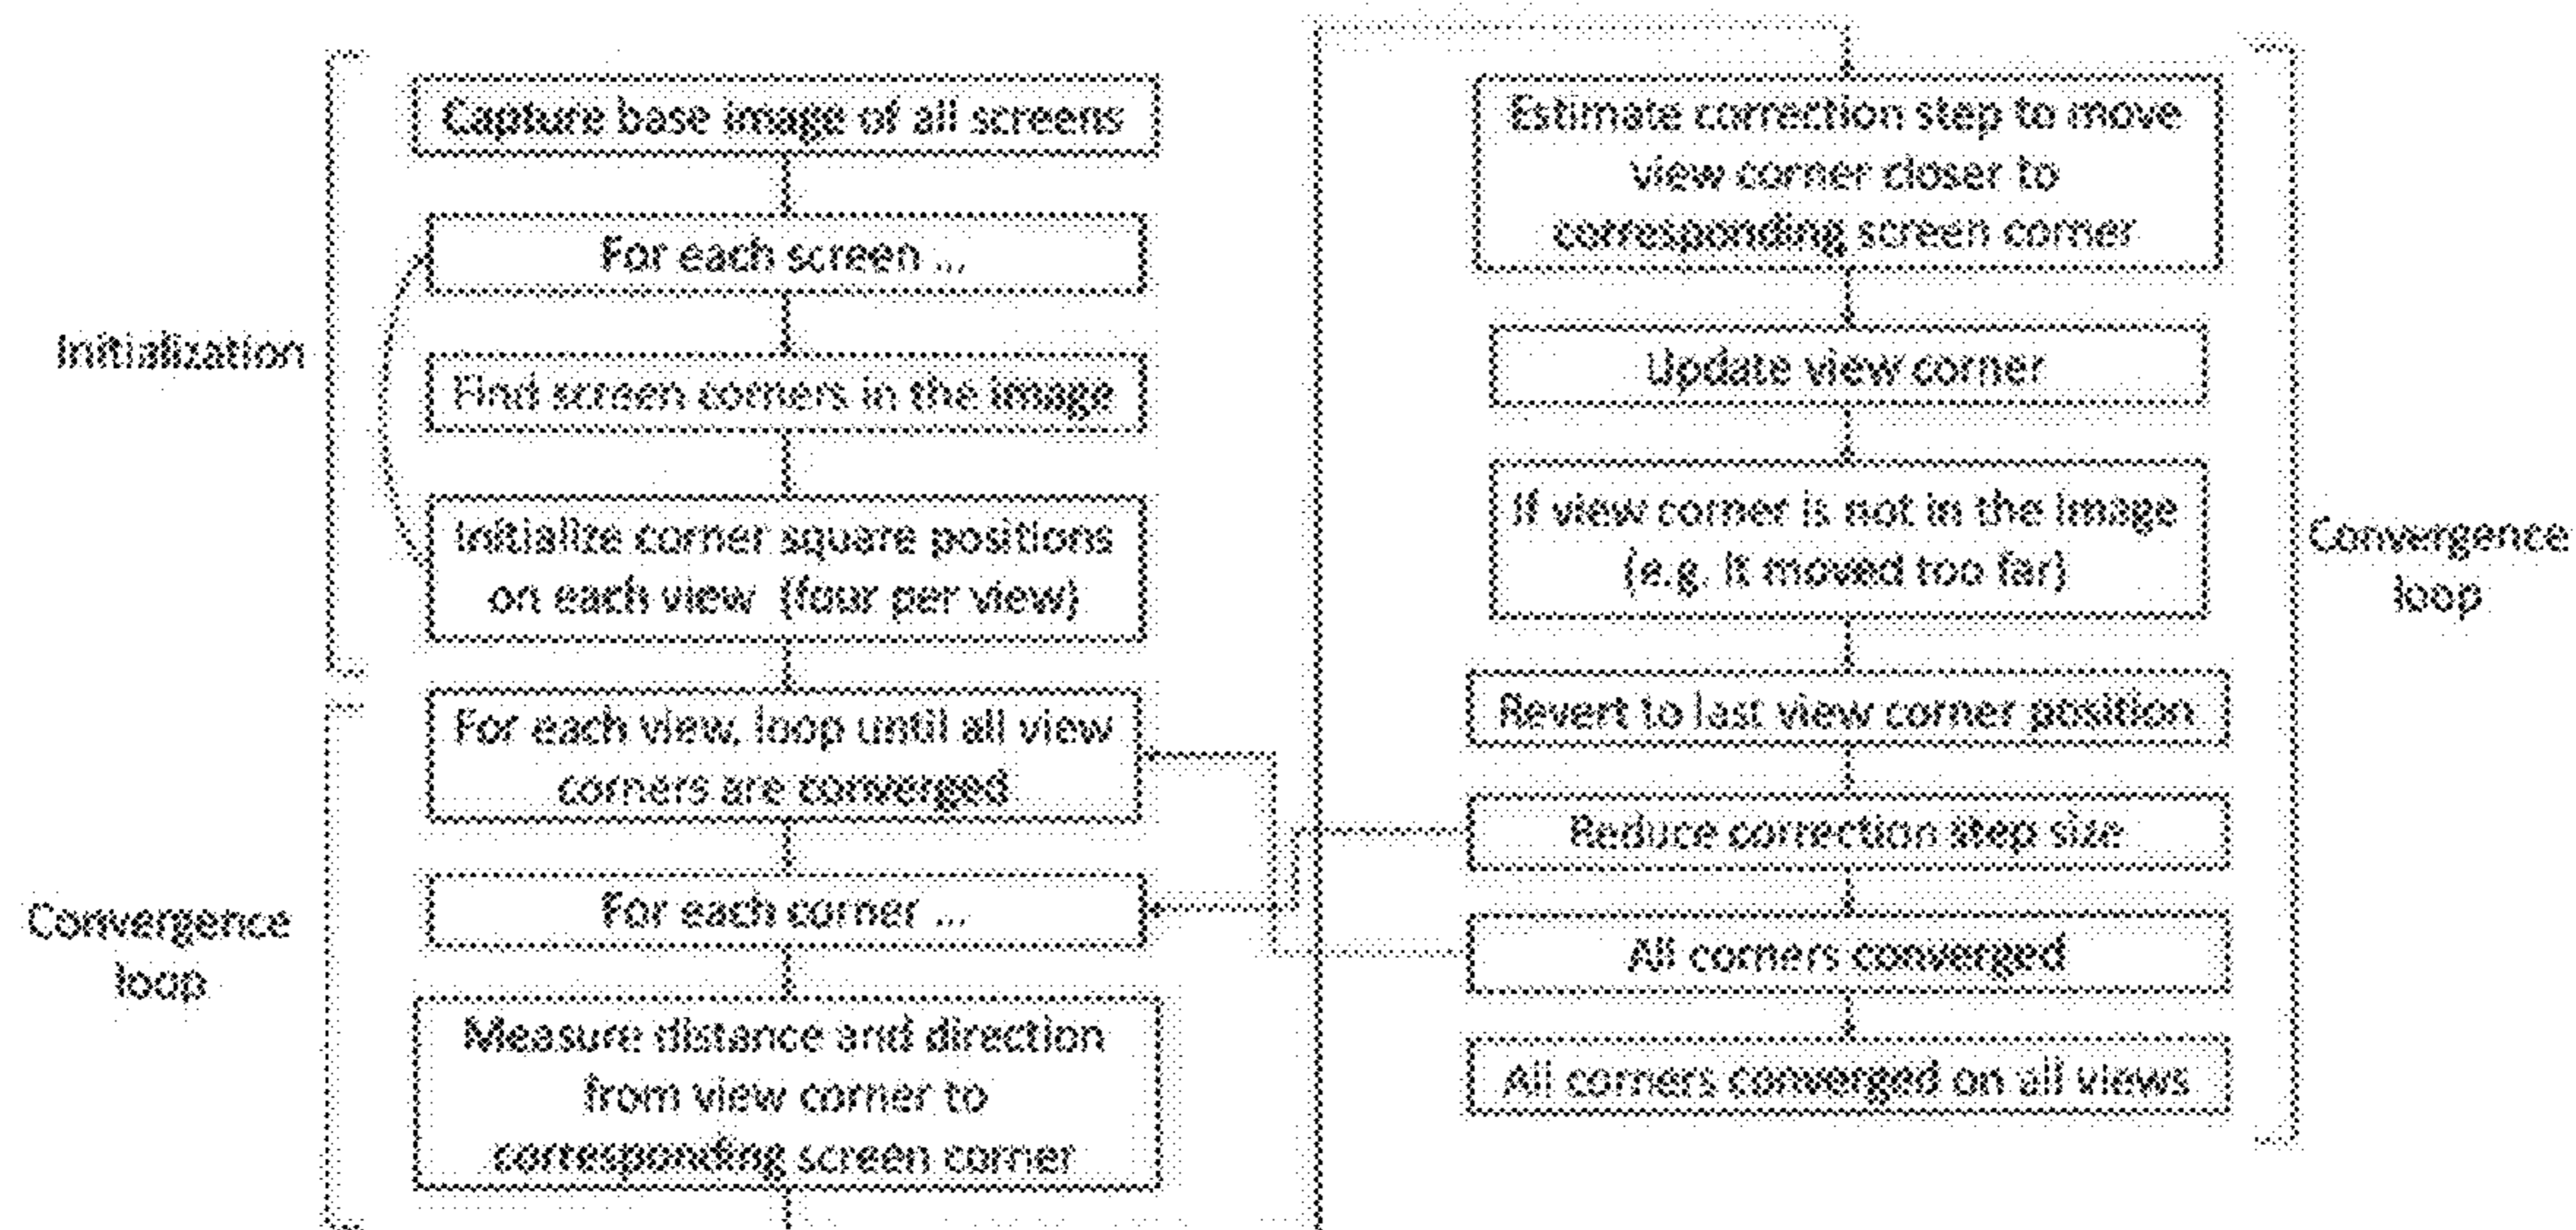 Initialization
Capture base image of all screens
For each screen ...
Find screen corners in the image
Initialize corner square positions
on each view (four per view)
Convergence
loop
For each view, loop until all view
corners are converged
For each corner ...
Measure distance and direction
from view corner to
corresponding screen corner
Estimate correction step to move
view corner closer to
corresponding screen corner
Update view corner
If view corner is not in the image
(e.g. it moved too far)
Revert to last view corner position
Reduce correction step size
All corners converged
All corners converged on all views
Convergence
loop